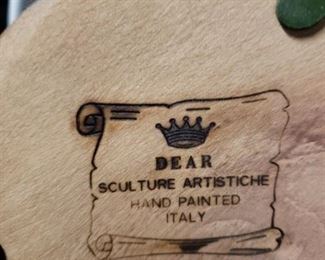 DEAR
SCULTURE ARTISTICHE
HAND PAINTED
ITALY